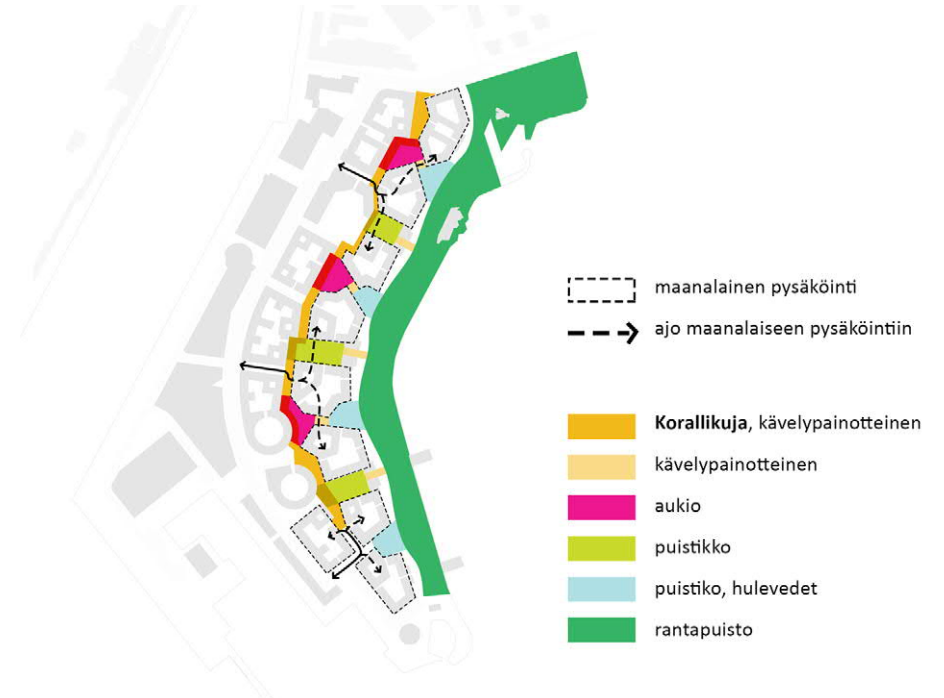 maanalainen pysäköinti
ajo maanalaiseen pysäköintiin
Korallikuja, kävelypainotteinen
kävelypainotteinen
aukio
puistikko
puistiko, hulevedet
rantapuisto